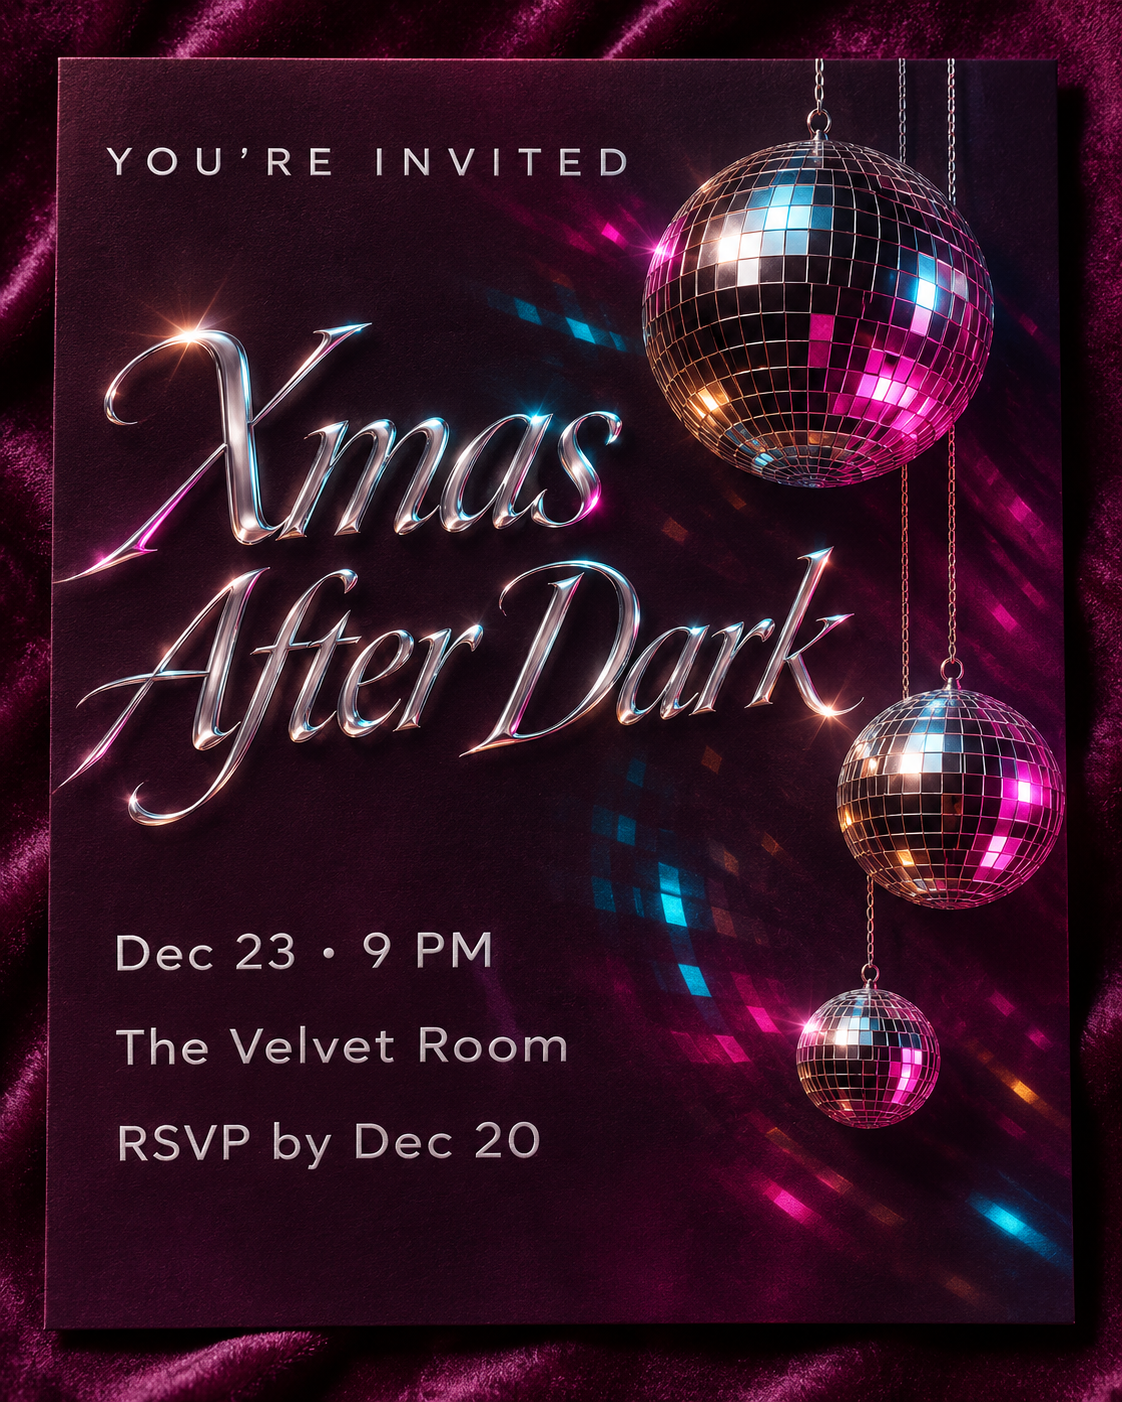 YOU'RE INVITED
Xmas
After Dark
Dec 23 • 9 PM
The Velvet Room
RSVP by Dec 20